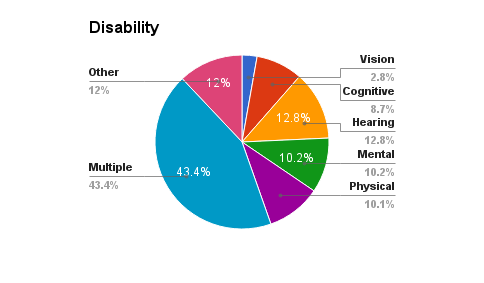 Disability
Vision
2.8%
Cognitive
8.7%
Hearing
12.8%
Mental
10.2%
Physical
10.1%
Other
12%
Multiple
43.4%
12%
12.8%
10.2%
43.4%